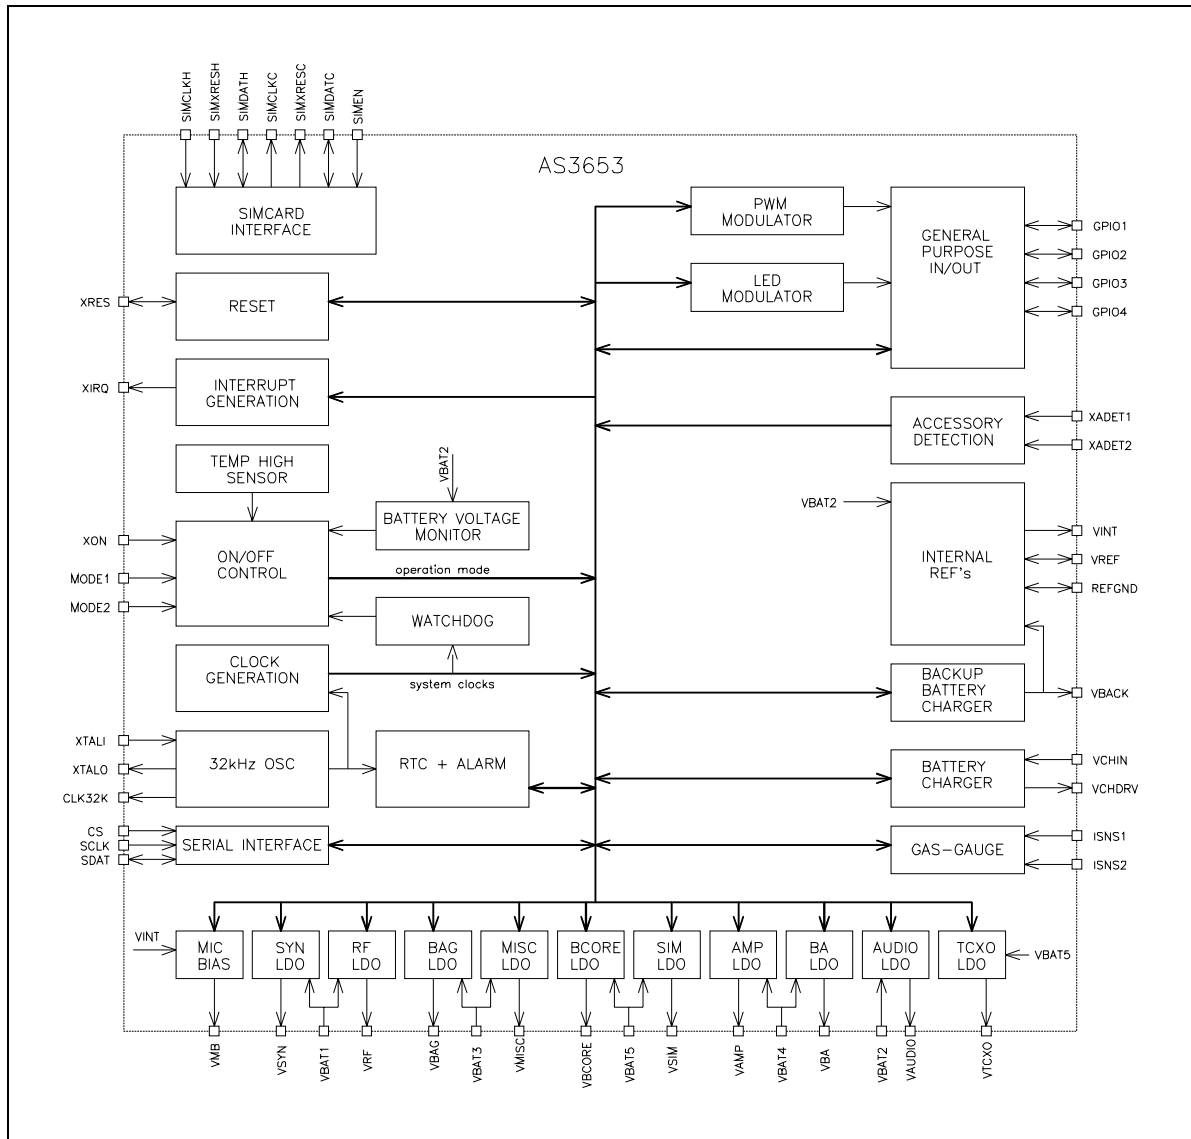 SIMCLKH
SIMXRESH
SIMDATH
SIMCLKC
SIMXRESC
SIMDATC
SIMEN
AS3653
SIMCARD
INTERFACE
PWM
MODULATOR
GENERAL
PURPOSE
IN/OUT
GPIO1
GPIO2
GPIO3
GPIO4
LED
MODULATOR
XRES
RESET
XIRQ
INTERRUPT
GENERATION
ACCESSORY
DETECTION
XADET1
XADET2
TEMP HIGH
SENSOR
VBAT2
BATTERY VOLTAGE
MONITOR
VBAT2
INTERNAL
REF's
VINT
VREF
REFGND
XON
MODE1
MODE2
ON/OFF
CONTROL
operation mode
WATCHDOG
CLOCK
GENERATION
system clocks
BACKUP
BATTERY
CHARGER
VBACK
XTALI
XTALO
CLK32K
32kHz OSC
RTC + ALARM
BATTERY
CHARGER
VCHIN
VCHDRV
CS
SCLK
SDAT
SERIAL INTERFACE
GAS-GAUGE
ISNS1
ISNS2
VINT
MIC
BIAS
SYN
LDO
RF
LDO
BAG
LDO
MISC
LDO
BCORE
LDO
SIM
LDO
AMP
LDO
BA
LDO
AUDIO
LDO
TCXO
LDO
VBAT5
VMB
VSYN
VBAT1
VRF
VBAG
VBAT3
VMISC
VBCORE
VBAT5
VSIM
VAMP
VBAT4
VBA
VBAT2
VAUDIO
VTCXO